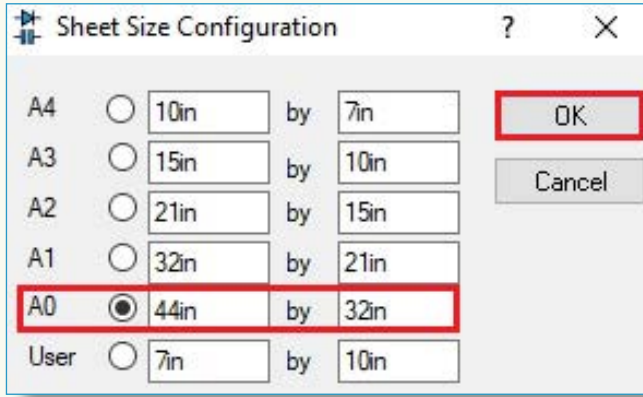 Sheet Size Configuration ? X
A4 10in by 7in OK
A3 15in by 10in Cancel
A2 21in by 15in
A1 32in by 21in
A0 44in by 32in
User 7in by 10in